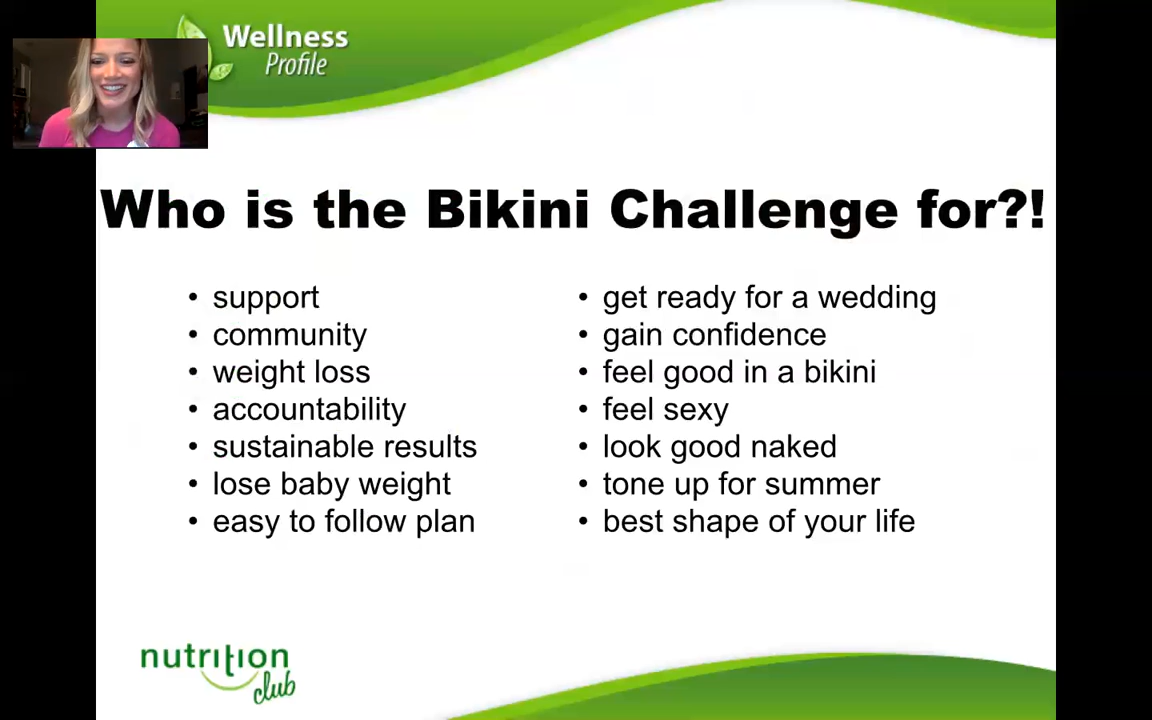 Wellness
Profile
Who is the Bikini Challenge for?!
• support
• community
• weight loss
• accountability
• sustainable results
• lose baby weight
• easy to follow plan
• get ready for a wedding
• gain confidence
• feel good in a bikini
• feel sexy
• look good naked
• tone up for summer
• best shape of your life
nutrition
club